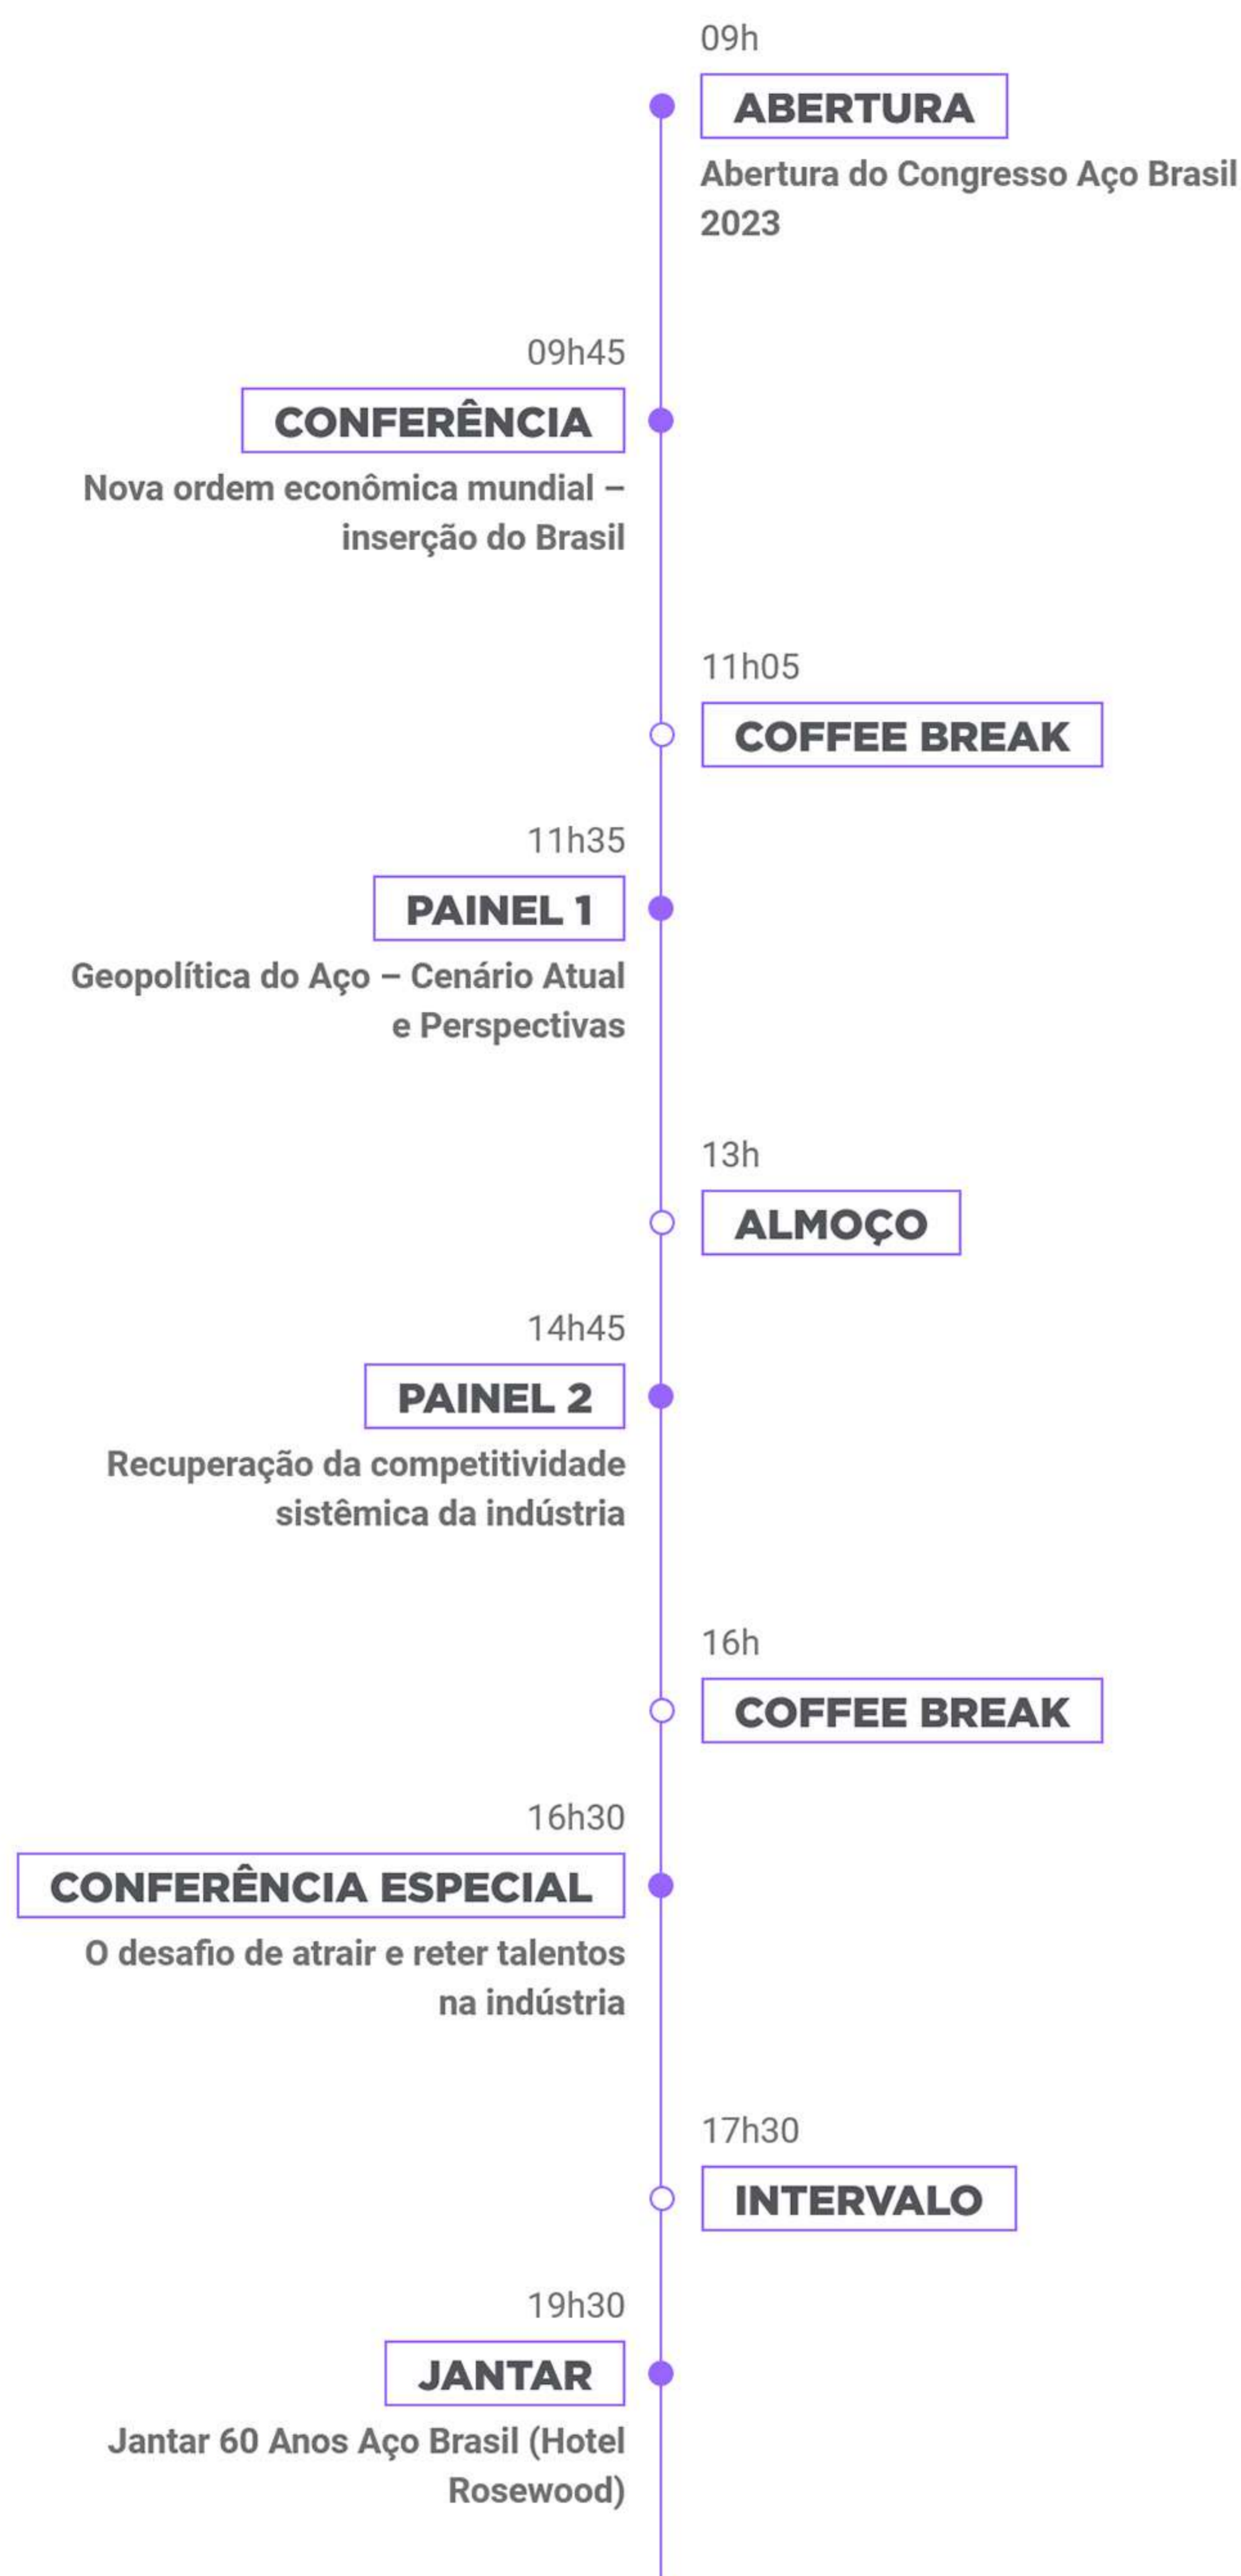 09h
ABERTURA
Abertura do Congresso Aço Brasil
2023
09h45
CONFERÊNCIA
Nova ordem econômica mundial –
inserção do Brasil
11h05
COFFEE BREAK
11h35
PAINEL 1
Geopolítica do Aço – Cenário Atual
e Perspectivas
13h
ALMOÇO
14h45
PAINEL 2
Recuperação da competitividade
sistêmica da indústria
16h
COFFEE BREAK
16h30
CONFERÊNCIA ESPECIAL
O desafio de atrair e reter talentos
na indústria
17h30
INTERVALO
19h30
JANTAR
Jantar 60 Anos Aço Brasil (Hotel
Rosewood)